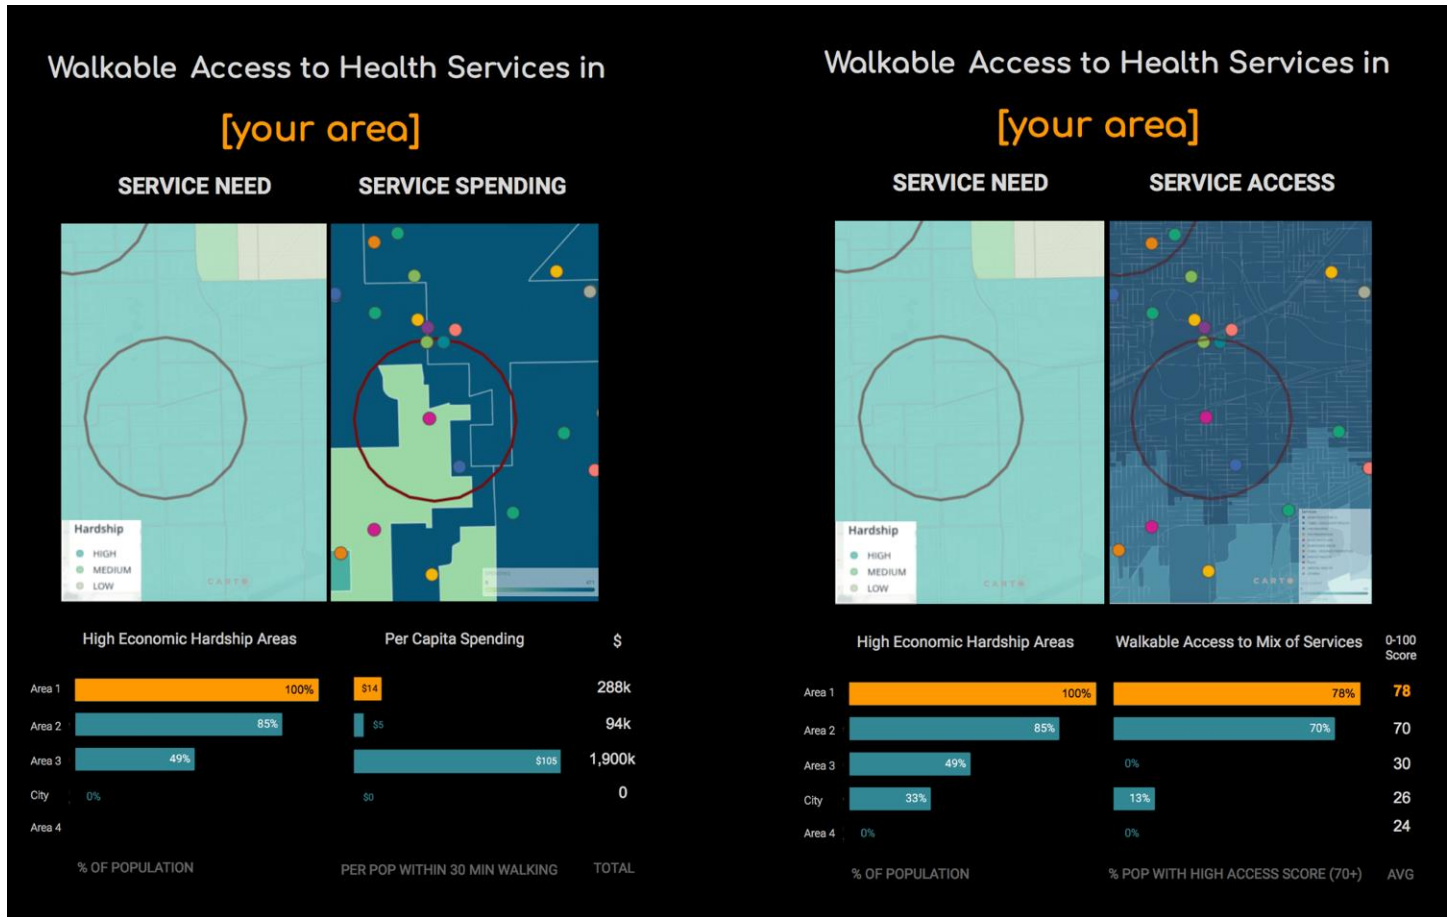 Walkable Access to Health Services in
[your area]
SERVICE NEED
SERVICE SPENDING
Hardship
HIGH
MEDIUM
LOW
CARTO
High Economic Hardship Areas
Per Capita Spending
$
Area 1
100%
$14
288k
Area 2
85%
$5
94k
Area 3
49%
$105
1,900k
City
0%
$0
0
Area 4
% OF POPULATION
PER POP WITHIN 30 MIN WALKING
TOTAL
Walkable Access to Health Services in
[your area]
SERVICE NEED
SERVICE ACCESS
Hardship
HIGH
MEDIUM
LOW
CARTO
CARTO
High Economic Hardship Areas
Walkable Access to Mix of Services
0-100
Score
Area 1
100%
78%
78
Area 2
85%
70%
70
Area 3
49%
0%
30
City
33%
13%
26
Area 4
0%
0%
24
% OF POPULATION
% POP WITH HIGH ACCESS SCORE (70+)
AVG